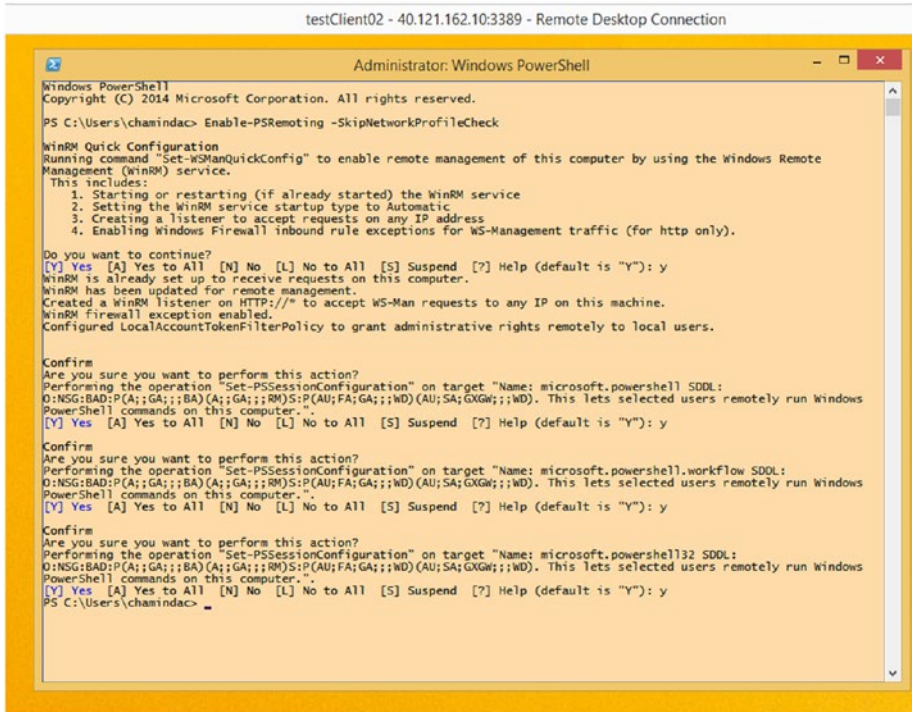 testClient02 - 40.121.162.10:3389 - Remote Desktop Connection
Administrator: Windows PowerShell
Windows PowerShell
Copyright (C) 2014 Microsoft Corporation. All rights reserved.
PS C:\Users\chamindac> Enable-PSRemoting -SkipNetworkProfileCheck
WinRM Quick Configuration
Running command "Set-WSManQuickConfig" to enable remote management of this computer by using the Windows Remote
Management (WinRM) service.
This includes:
1. Starting or restarting (if already started) the WinRM service
2. Setting the WinRM service startup type to Automatic
3. Creating a listener to accept requests on any IP address
4. Enabling Windows Firewall inbound rule exceptions for WS-Management traffic (for http only).
Do you want to continue?
[Y] Yes [A] Yes to All [N] No [L] No to All [S] Suspend [?] Help (default is "Y"): y
WinRM is already set up to receive requests on this computer.
WinRM has been updated for remote management.
Created a WinRM listener on HTTP://* to accept WS-Man requests to any IP on this machine.
WinRM firewall exception enabled.
Configured LocalAccountTokenFilterPolicy to grant administrative rights remotely to local users.
Confirm
Are you sure you want to perform this action?
Performing the operation "Set-PSSessionConfiguration" on target "Name: microsoft.powershell SDDL:
O:NSG:BAD:P(A;;GA;;;BA)(A;;GA;;;RM)S:P(AU;FA;GA;;;WD)(AU;SA;GXGW;;;WD). This lets selected users remotely run Windows
PowerShell commands on this computer.".
[Y] Yes [A] Yes to All [N] No [L] No to All [S] Suspend [?] Help (default is "Y"): y
Confirm
Are you sure you want to perform this action?
Performing the operation "Set-PSSessionConfiguration" on target "Name: microsoft.powershell.workflow SDDL:
O:NSG:BAD:P(A;;GA;;;BA)(A;;GA;;;RM)S:P(AU;FA;GA;;;WD)(AU;SA;GXGW;;;WD). This lets selected users remotely run Windows
PowerShell commands on this computer.".
[Y] Yes [A] Yes to All [N] No [L] No to All [S] Suspend [?] Help (default is "Y"): y
Confirm
Are you sure you want to perform this action?
Performing the operation "Set-PSSessionConfiguration" on target "Name: microsoft.powershell32 SDDL:
O:NSG:BAD:P(A;;GA;;;BA)(A;;GA;;;RM)S:P(AU;FA;GA;;;WD)(AU;SA;GXGW;;;WD). This lets selected users remotely run Windows
PowerShell commands on this computer.".
[Y] Yes [A] Yes to All [N] No [L] No to All [S] Suspend [?] Help (default is "Y"): y
PS C:\Users\chamindac> _